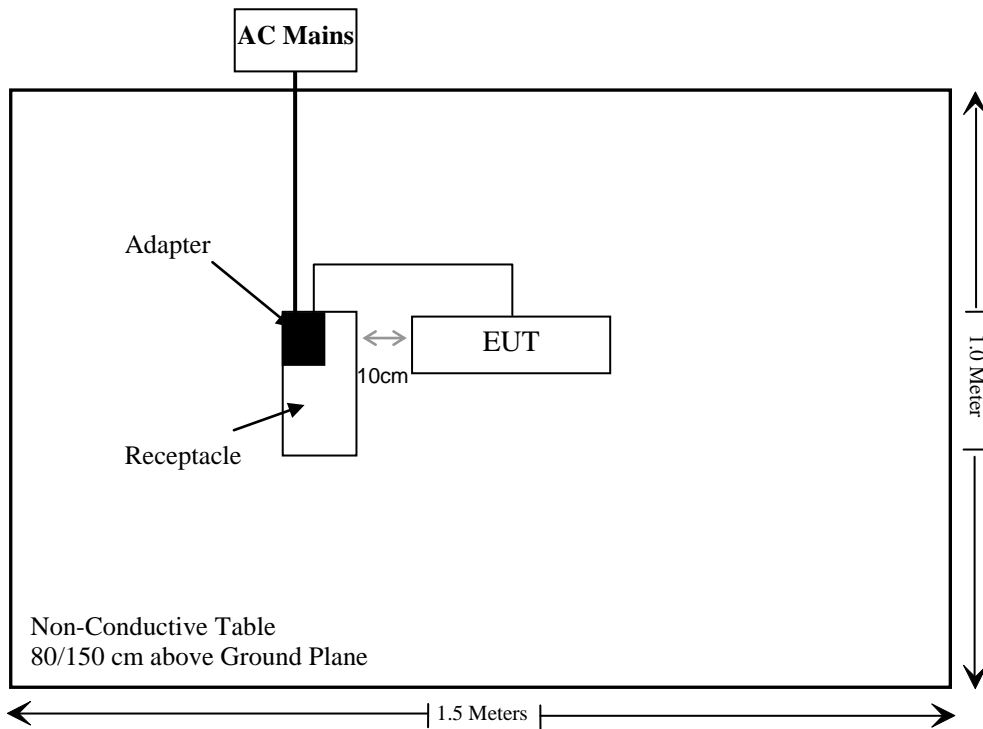 AC Mains
Adapter
EUT
10cm
1.0 Meter
Receptacle
Non-Conductive Table
80/150 cm above Ground Plane
1.5 Meters